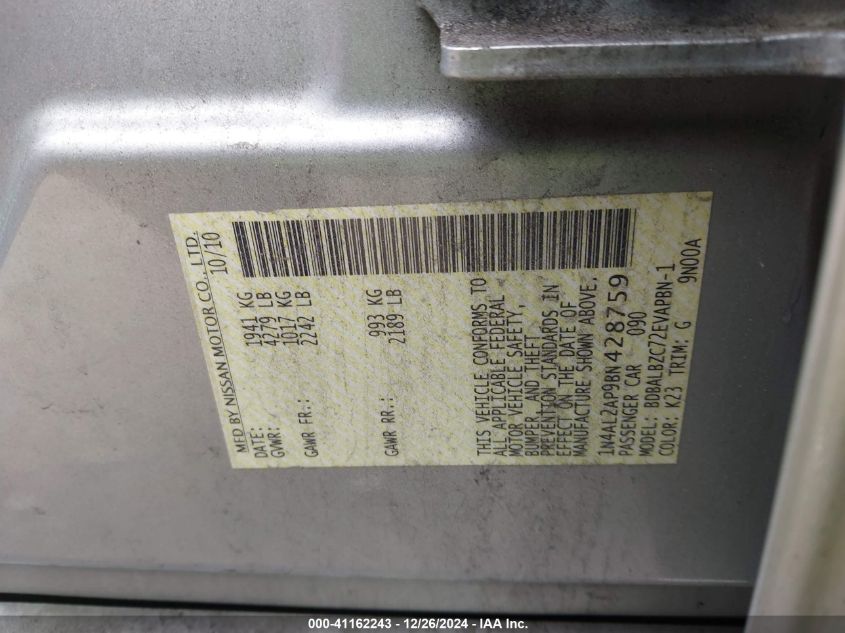 MFD BY NISSAN MOTOR CO., LTD.
DATE: 10/10
GVWR: 1941 KG
4279 LB
GAWR FR.: 1017 KG
2242 LB
GAWR RR.: 993 KG
2189 LB
THIS VEHICLE CONFORMS TO
ALL APPLICABLE FEDERAL
MOTOR VEHICLE SAFETY,
BUMPER, AND THEFT
PREVENTION STANDARDS IN
EFFECT ON THE DATE OF
MANUFACTURE SHOWN ABOVE.
1N4AL2AP9BN428759
PASSENGER CAR 090
MODEL: BDBALBZC72EVAPBN-1
COLOR: K23 TRIM: G 9N00A
000-41162243 - 12/26/2024 - IAA Inc.